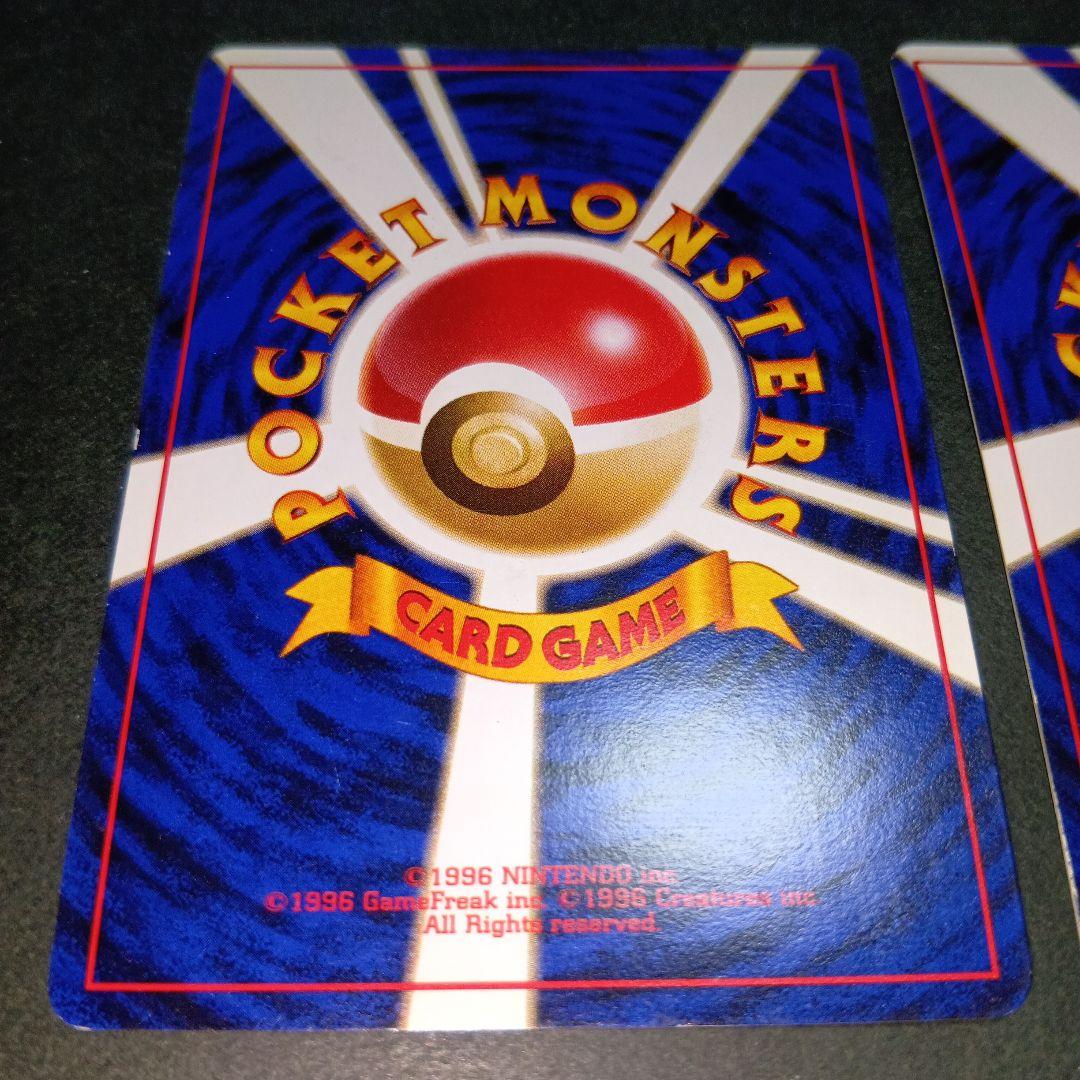 POCKET MONSTERS
CARD GAME
©1996 NINTENDO inc.
©1996 GameFreak inc. ©1996 Creatures inc.
All Rights reserved.